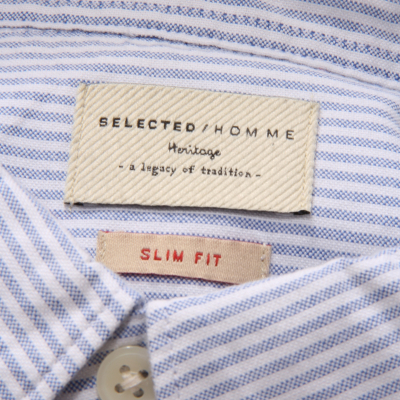 SELECTED/HOMME
Heritage
- a legacy of tradition -
SLIM FIT